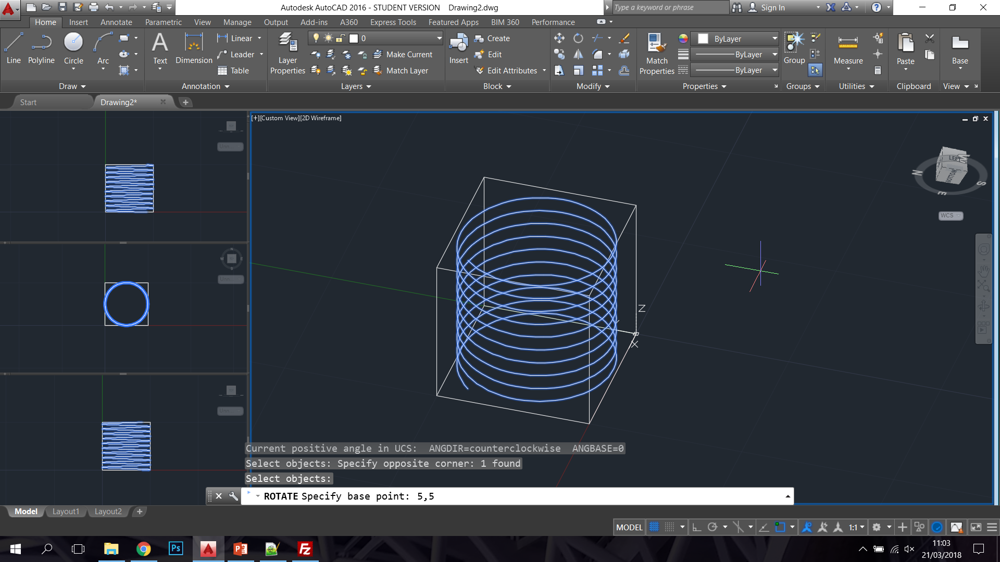 Autodesk AutoCAD 2016 - STUDENT VERSION Drawing2.dwg
Type a keyword or phrase
Sign In
Home Insert Annotate Parametric View Manage Output Add-ins A360 Express Tools Featured Apps BIM 360 Performance
Line Polyline Circle Arc
Draw
Text Dimension
Linear
Leader
Table
Annotation
Layer Properties
0
Make Current
Match Layer
Layers
Insert
Create
Edit
Edit Attributes
Block
Modify
Match Properties
ByLayer
ByLayer
ByLayer
Properties
Group
Groups
Measure
Utilities
Paste
Clipboard
Base
View
Start
Drawing2*
[+][Custom View][2D Wireframe]
LEFT
BOTTOM
N
S
E
W
WCS
N
W
E
S
Z
X
Current positive angle in UCS: ANGDIR=counterclockwise ANGBASE=0
Select objects: Specify opposite corner: 1 found
Select objects:
ROTATE Specify base point: 5,5
Model Layout1 Layout2
MODEL
1:1
Ps
11:03
21/03/2018